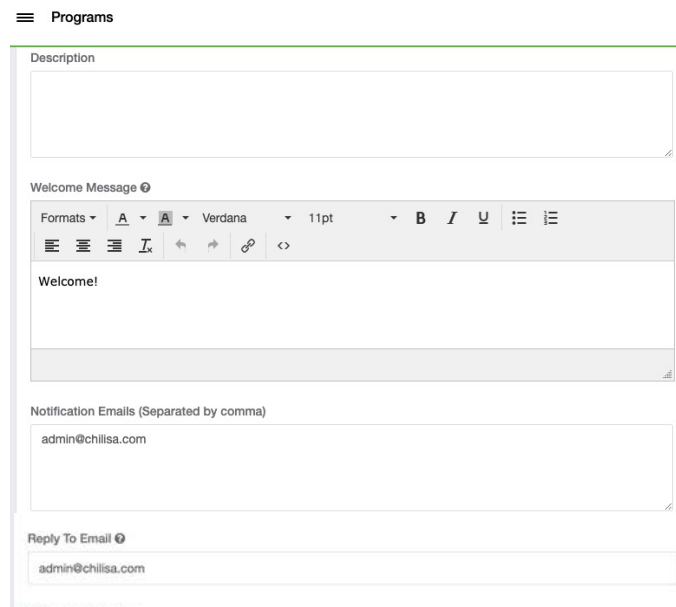 Programs
Description
Welcome Message
Formats A A Verdana 11pt B I U
Ix <>
Welcome!
Notification Emails (Separated by comma)
admin@chilisa.com
Reply To Email
admin@chilisa.com